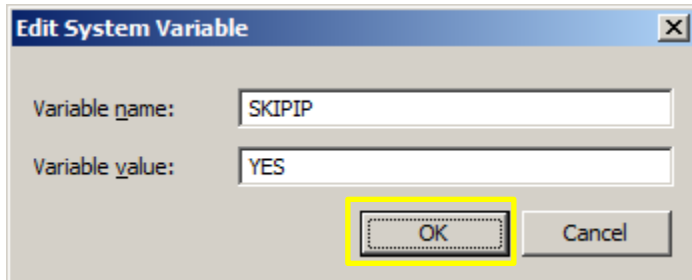 Edit System Variable
Variable name: SKIPIP
Variable value: YES
OK Cancel